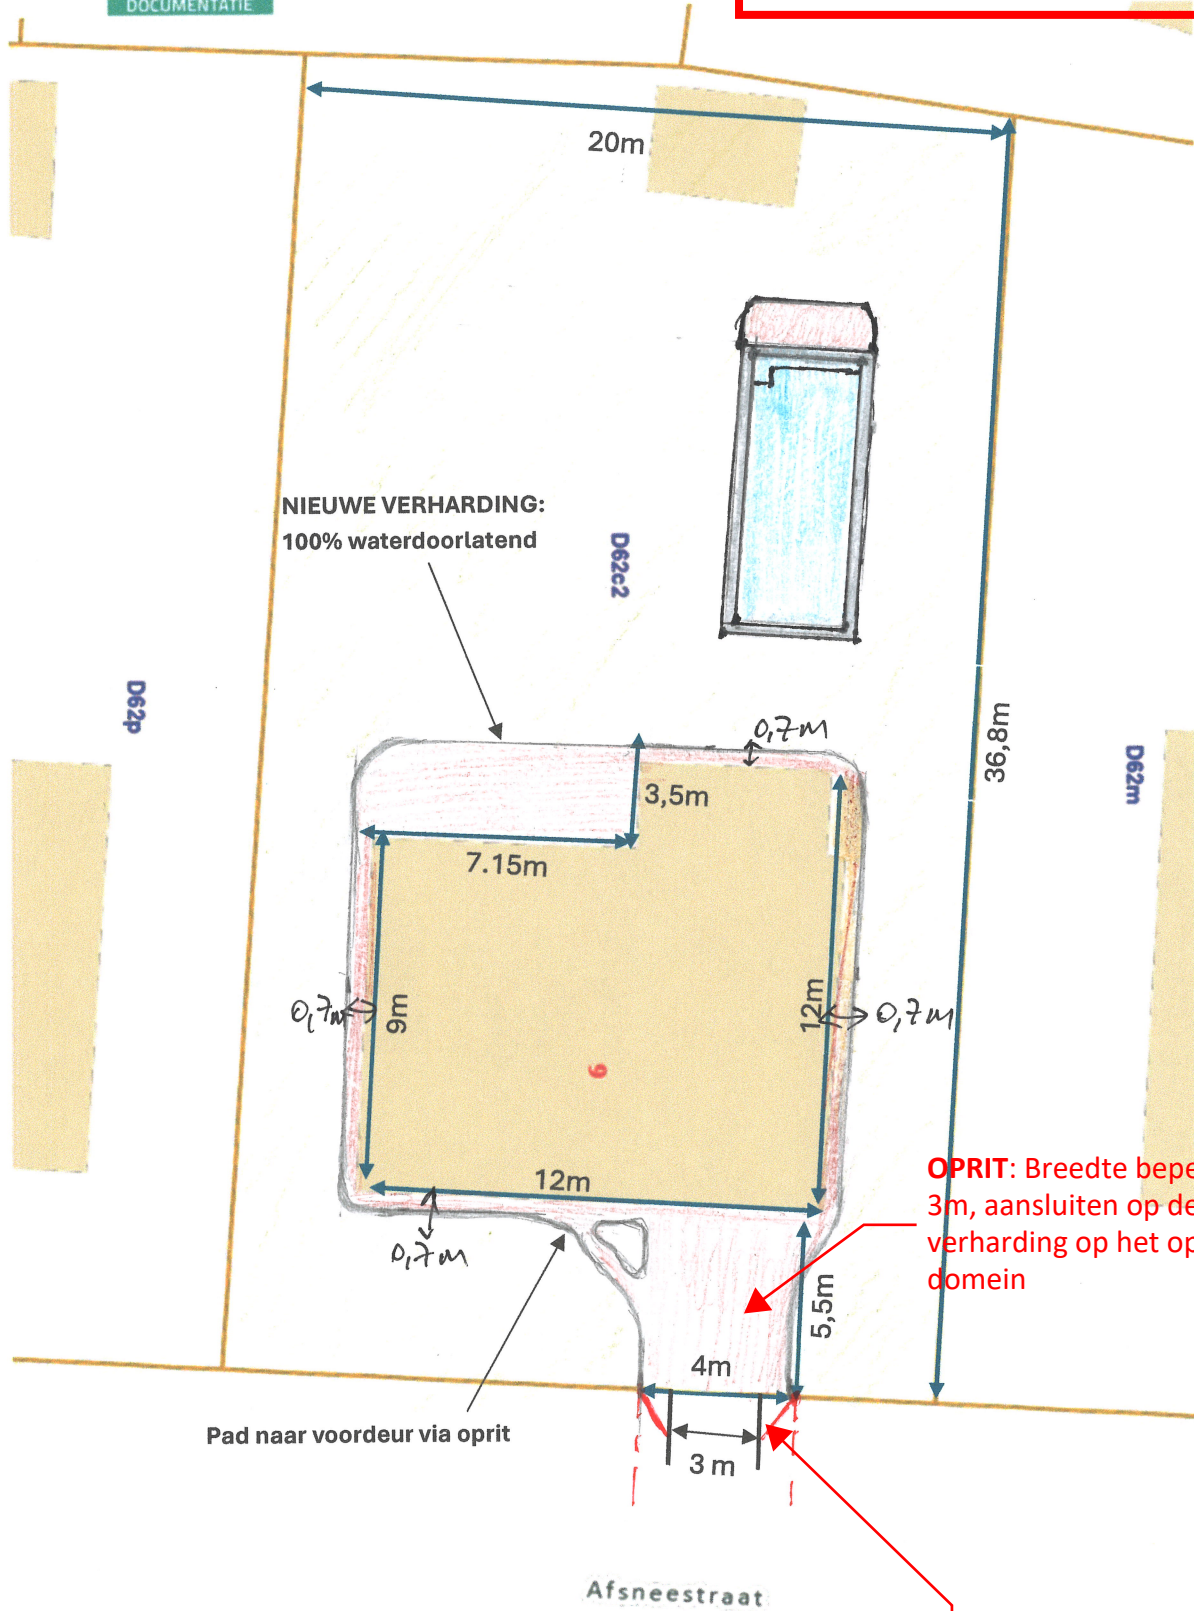 DOCUMENTATIE
20m
NIEUWE VERHARDING:
100% waterdoorlatend
D62c2
D62p
D62m
36,8m
0,7m
3,5m
7.15m
0,7m
9m
12m
0,7m
6
12m
0,7m
OPRIT: Breedte bepe
3m, aansluiten op de
verharding op het op
domein
5,5m
4m
Pad naar voordeur via oprit
3 m
Afsneestraat